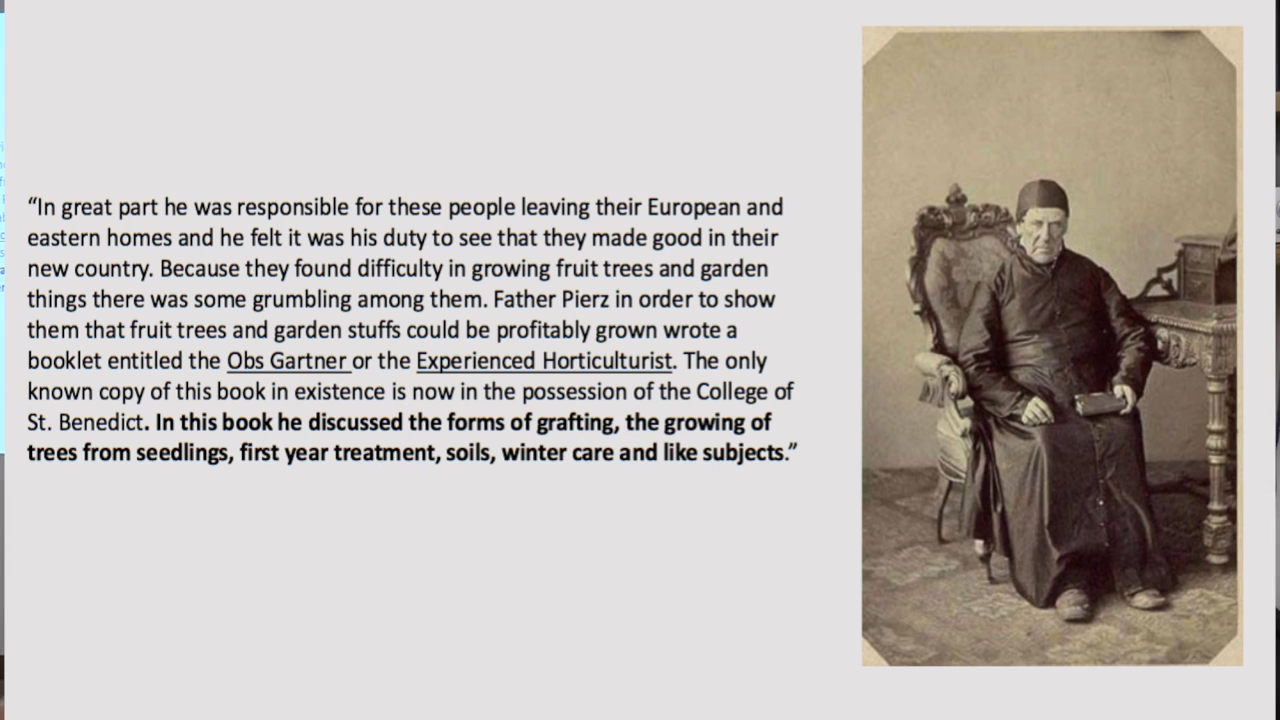 “In great part he was responsible for these people leaving their European and
eastern homes and he felt it was his duty to see that they made good in their
new country. Because they found difficulty in growing fruit trees and garden
things there was some grumbling among them. Father Pierz in order to show
them that fruit trees and garden stuffs could be profitably grown wrote a
booklet entitled the Obs Gartner or the Experienced Horticulturist. The only
known copy of this book in existence is now in the possession of the College of
St. Benedict. In this book he discussed the forms of grafting, the growing of
trees from seedlings, first year treatment, soils, winter care and like subjects.”